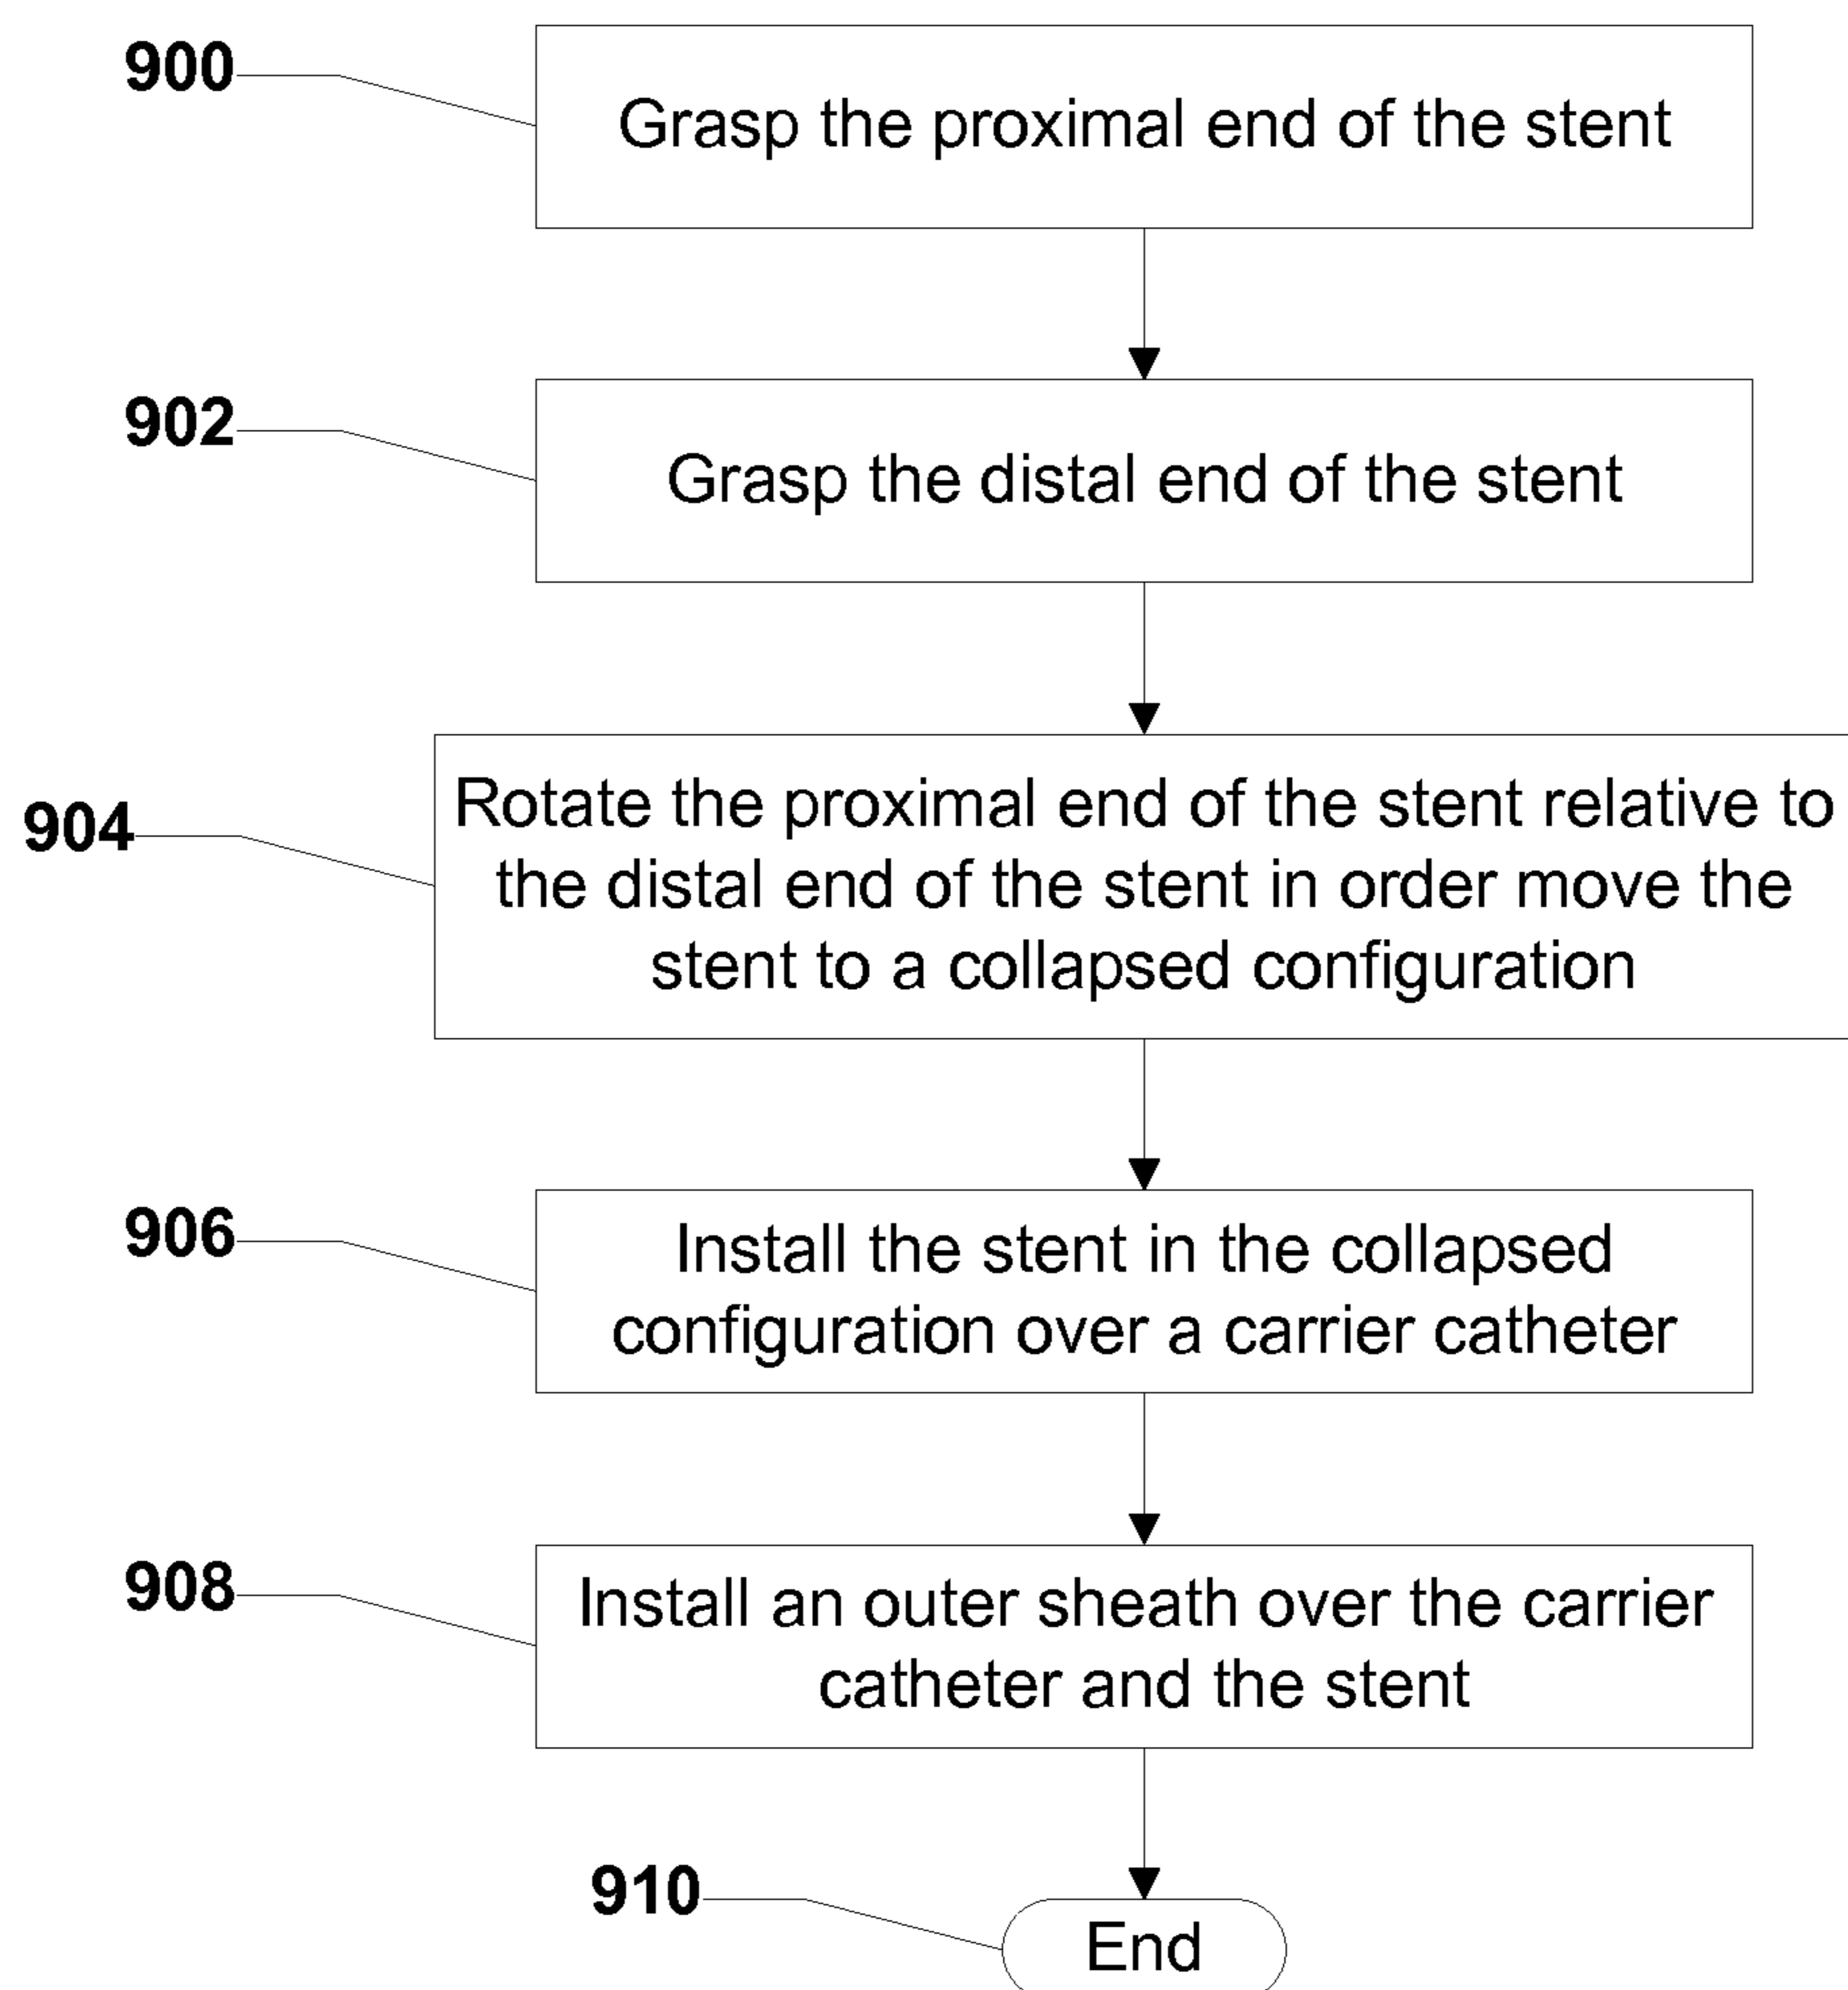 900
Grasp the proximal end of the stent
902
Grasp the distal end of the stent
904
Rotate the proximal end of the stent relative to
the distal end of the stent in order move the
stent to a collapsed configuration
906
Install the stent in the collapsed
configuration over a carrier catheter
908
Install an outer sheath over the carrier
catheter and the stent
910
End